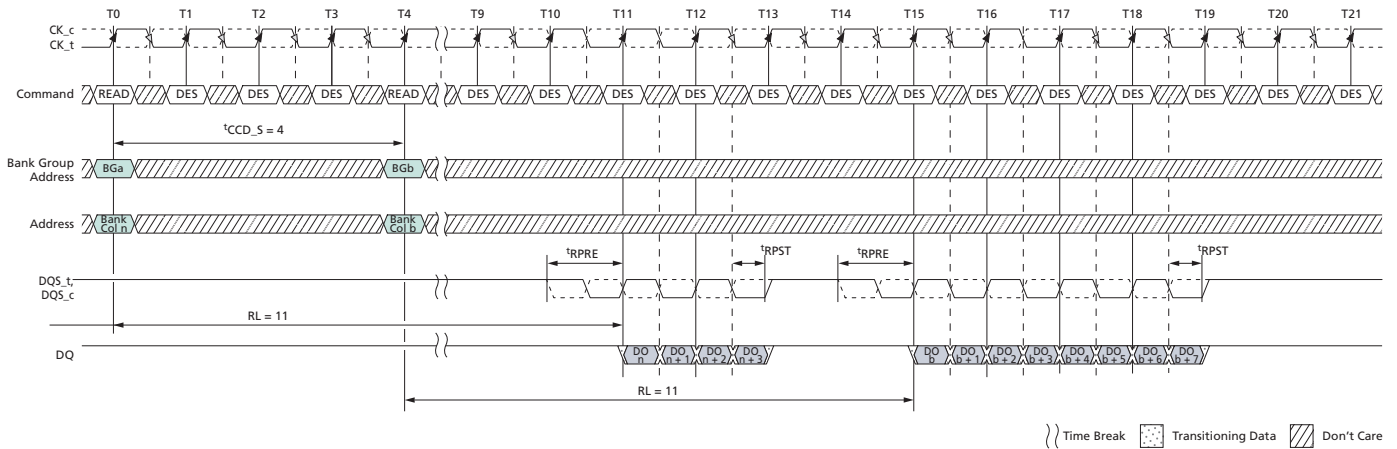 T0 T1 T2 T3 T4 T9 T10 T11 T12 T13 T14 T15 T16 T17 T18 T19 T20 T21
CK_c
CK_t
Command READ DES DES DES READ DES DES DES DES DES DES DES DES DES DES DES DES DES
tCCD_S = 4
Bank Group
Address
BGa BGb
Address
Bank
Col n
Bank
Col b
tRPRE tRPST tRPRE tRPST
DQS_t,
DQS_c
RL = 11
DQ
DO
n
DO
n + 1
DO
n + 2
DO
n + 3
DO
b
DO
b + 1
DO
b + 2
DO
b + 3
DO
b + 4
DO
b + 5
DO
b + 6
DO
b + 7
RL = 11
Time Break Transitioning Data Don't Care